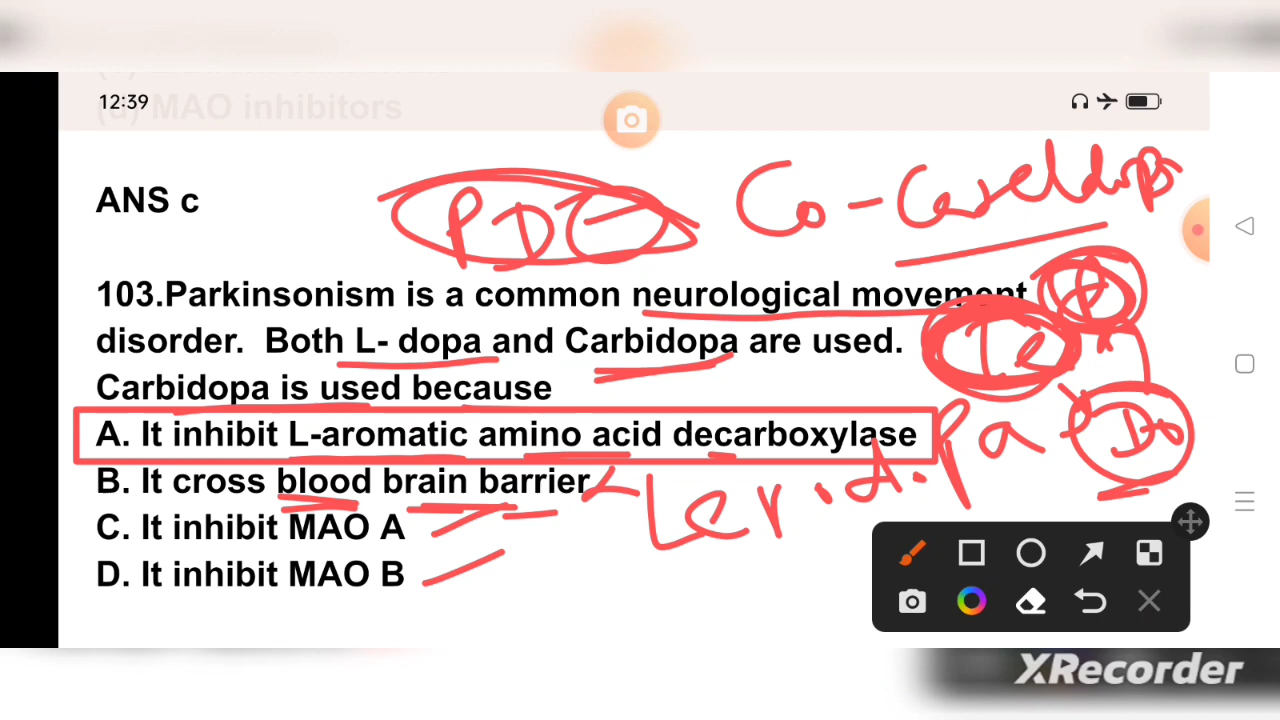 (d) MAO inhibitors
12:39
ANS c
PD
Co-
103.Parkinsonism is a common neurological movement
disorder. Both L- dopa and Carbidopa are used.
Carbidopa is used because
A. It inhibit L-aromatic amino acid decarboxylase
B. It cross blood brain barrier
C. It inhibit MAO A
D. It inhibit MAO B
XRecorder